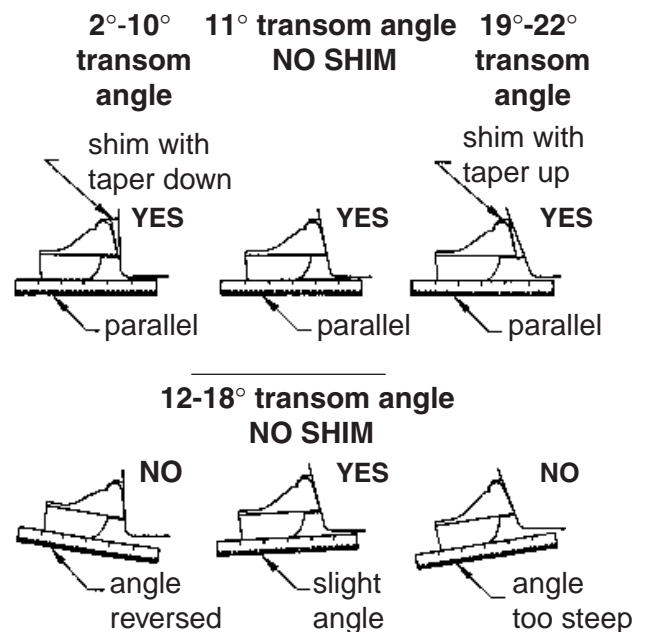 2°-10°
transom
angle
11° transom angle
NO SHIM
19°-22°
transom
angle
shim with
taper down
YES
YES
shim with
taper up
YES
parallel
parallel
parallel
12-18° transom angle
NO SHIM
NO
YES
NO
angle
reversed
slight
angle
angle
too steep